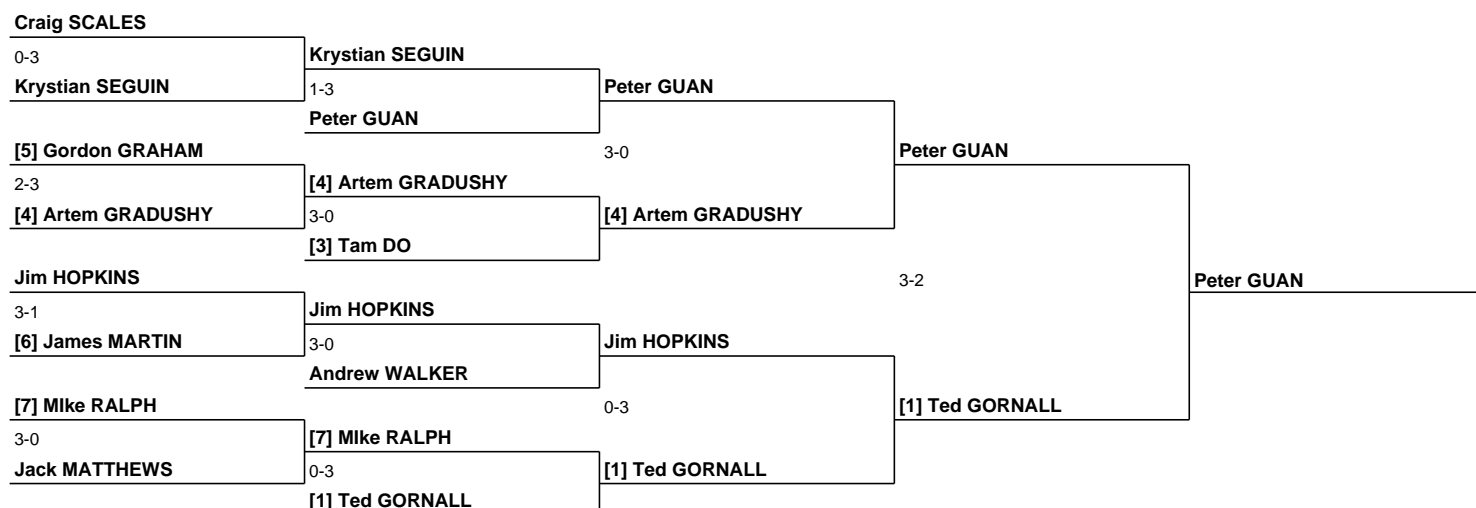 Craig SCALES
0-3
Krystian SEGUIN
Krystian SEGUIN
1-3
Peter GUAN
Peter GUAN
[5] Gordon GRAHAM
2-3
[4] Artem GRADUSHY
[4] Artem GRADUSHY
3-0
[3] Tam DO
3-0
[4] Artem GRADUSHY
Peter GUAN
Jim HOPKINS
3-1
[6] James MARTIN
Jim HOPKINS
3-0
Andrew WALKER
Jim HOPKINS
3-2
Peter GUAN
[7] MIke RALPH
3-0
Jack MATTHEWS
[7] MIke RALPH
0-3
[1] Ted GORNALL
0-3
[1] Ted GORNALL
[1] Ted GORNALL